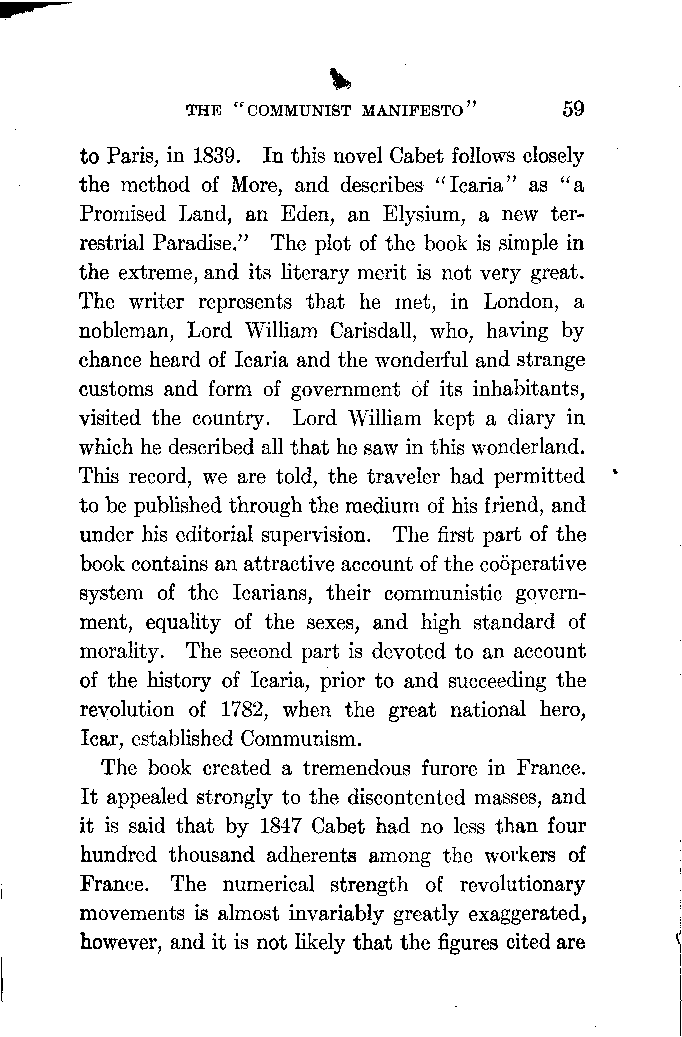 THE "COMMUNIST MANIFESTO" 59
to Paris, in 1839. In this novel Cabet follows closely
the method of More, and describes "Icaria" as "a
Promised Land, an Eden, an Elysium, a new ter-
restrial Paradise." The plot of the book is simple in
the extreme, and its literary merit is not very great.
The writer represents that he met, in London, a
nobleman, Lord William Carisdall, who, having by
chance heard of Icaria and the wonderful and strange
customs and form of government of its inhabitants,
visited the country. Lord William kept a diary in
which he described all that he saw in this wonderland.
This record, we are told, the traveler had permitted
to be published through the medium of his friend, and
under his editorial supervision. The first part of the
book contains an attractive account of the coöperative
system of the Icarians, their communistic govern-
ment, equality of the sexes, and high standard of
morality. The second part is devoted to an account
of the history of Icaria, prior to and succeeding the
revolution of 1782, when the great national hero,
Icar, established Communism.
The book created a tremendous furore in France.
It appealed strongly to the discontented masses, and
it is said that by 1847 Cabet had no less than four
hundred thousand adherents among the workers of
France. The numerical strength of revolutionary
movements is almost invariably greatly exaggerated,
however, and it is not likely that the figures cited are